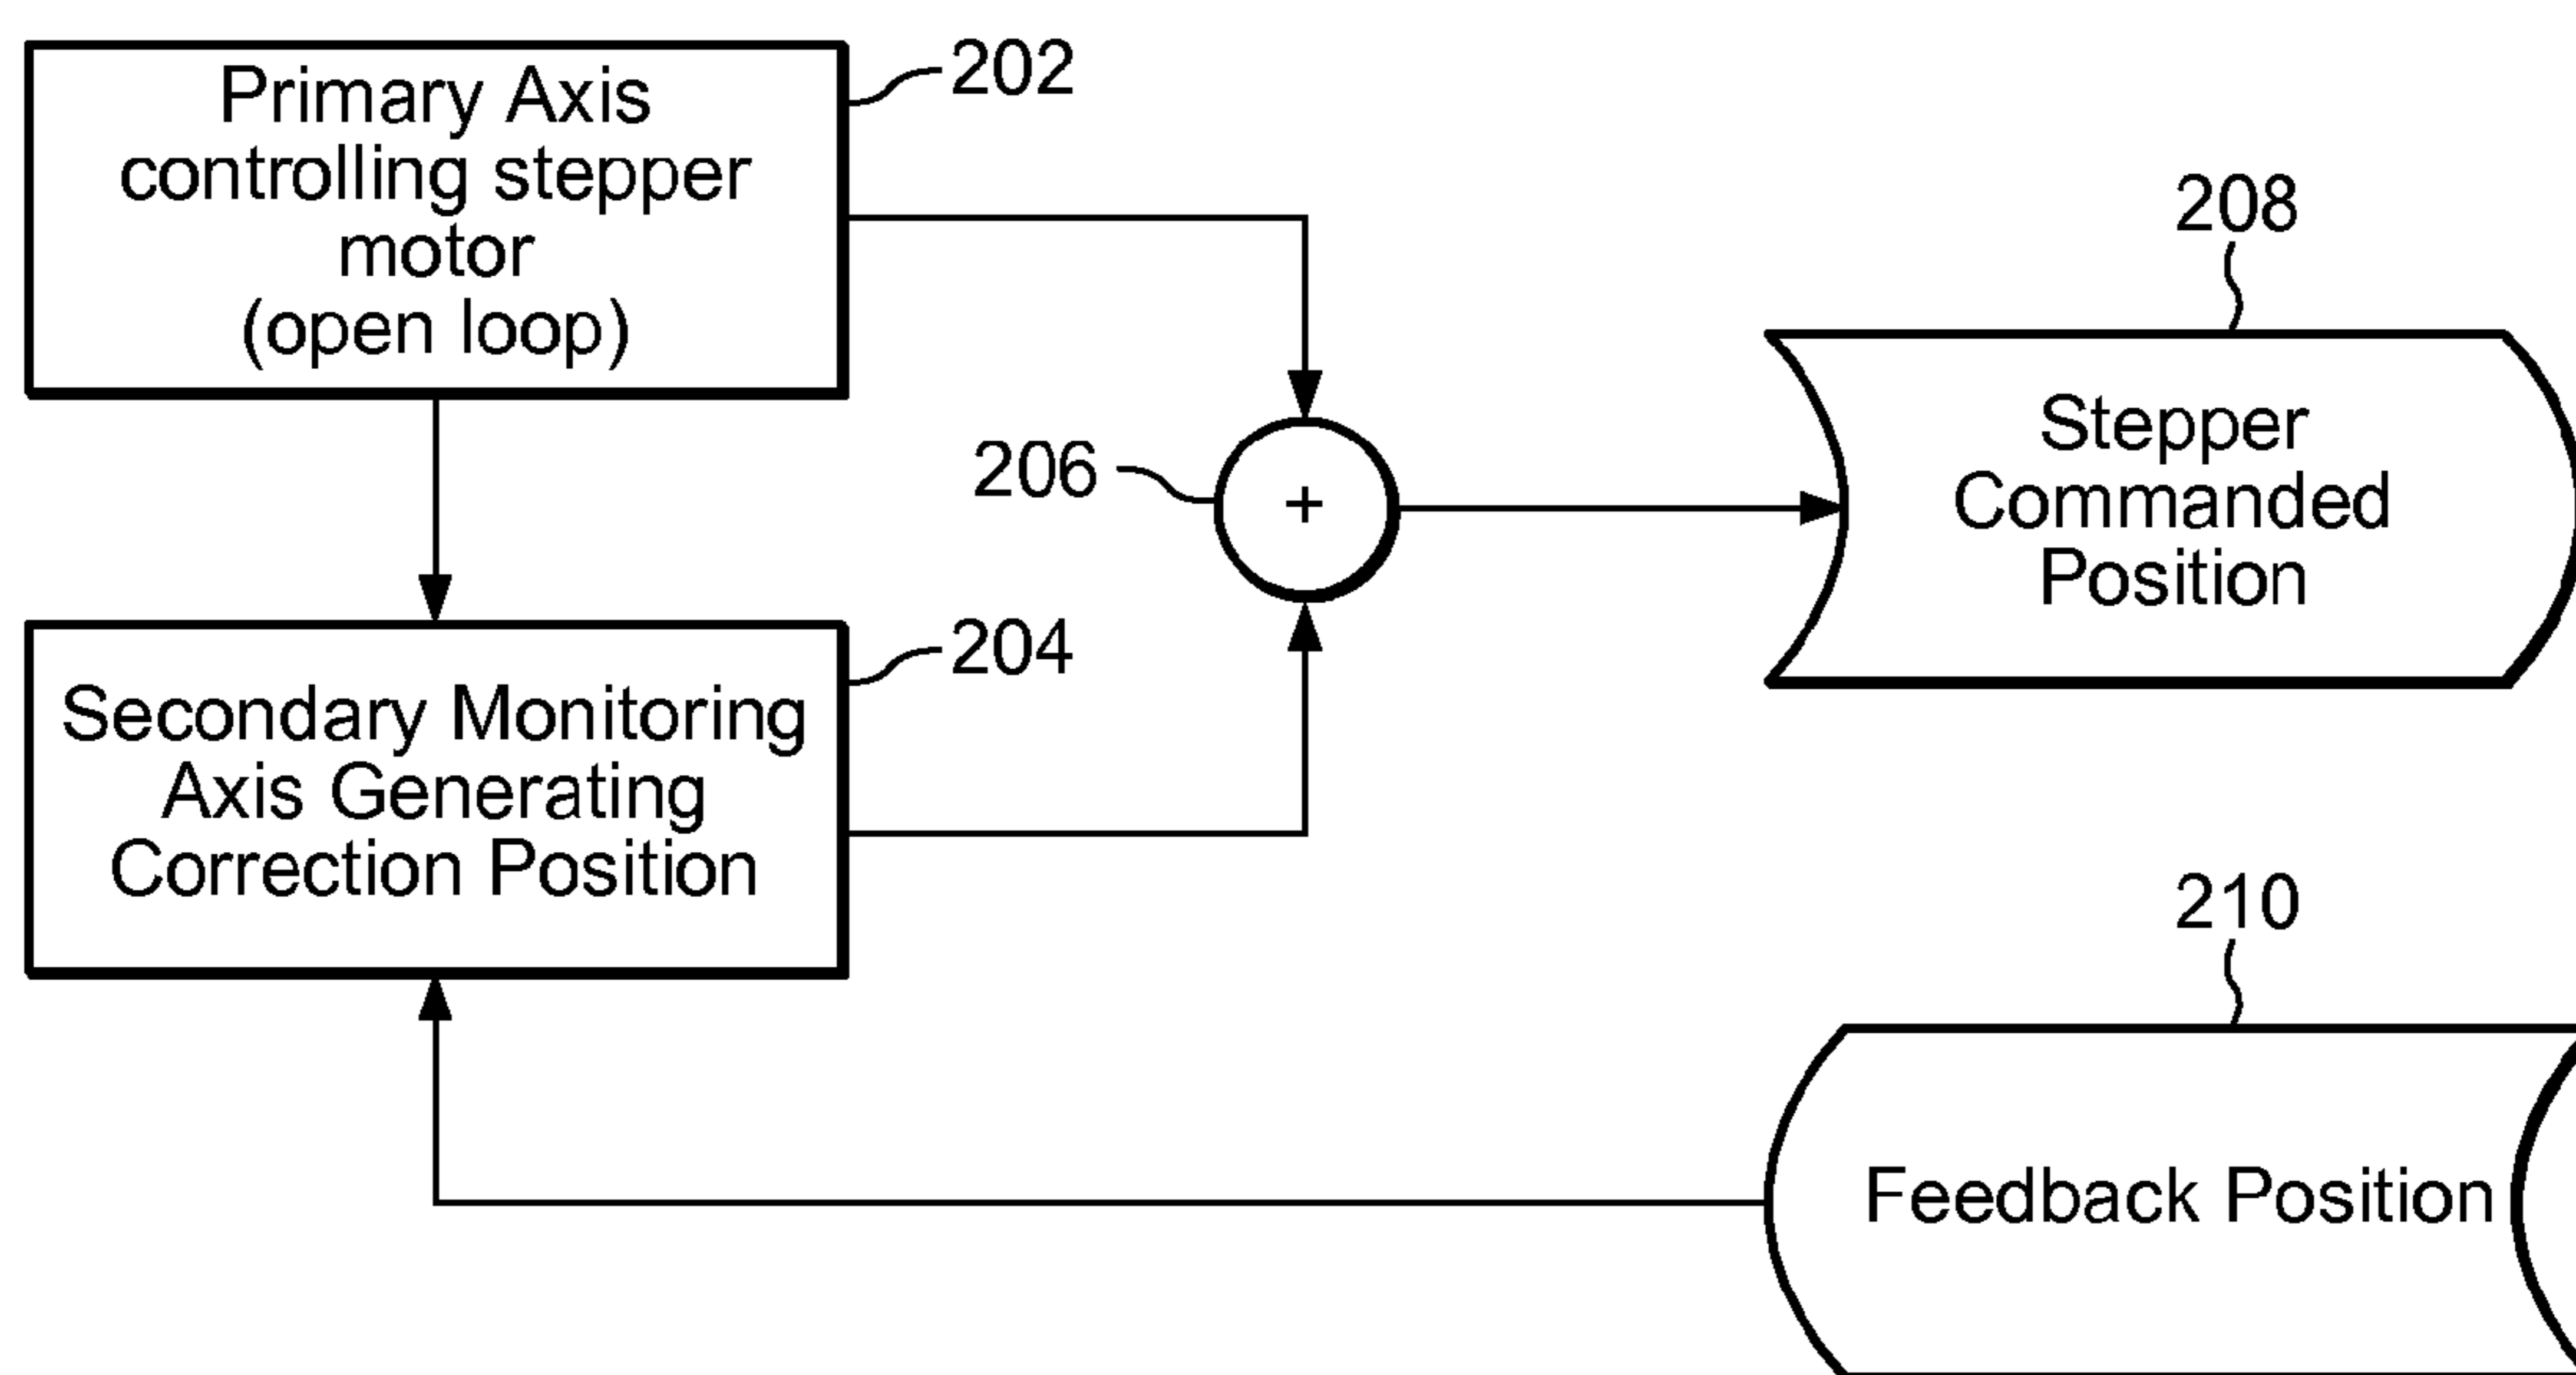 Primary Axis
controlling stepper
motor
(open loop)
202
208
Stepper
Commanded
Position
206
+
204
Secondary Monitoring
Axis Generating
Correction Position
210
Feedback Position